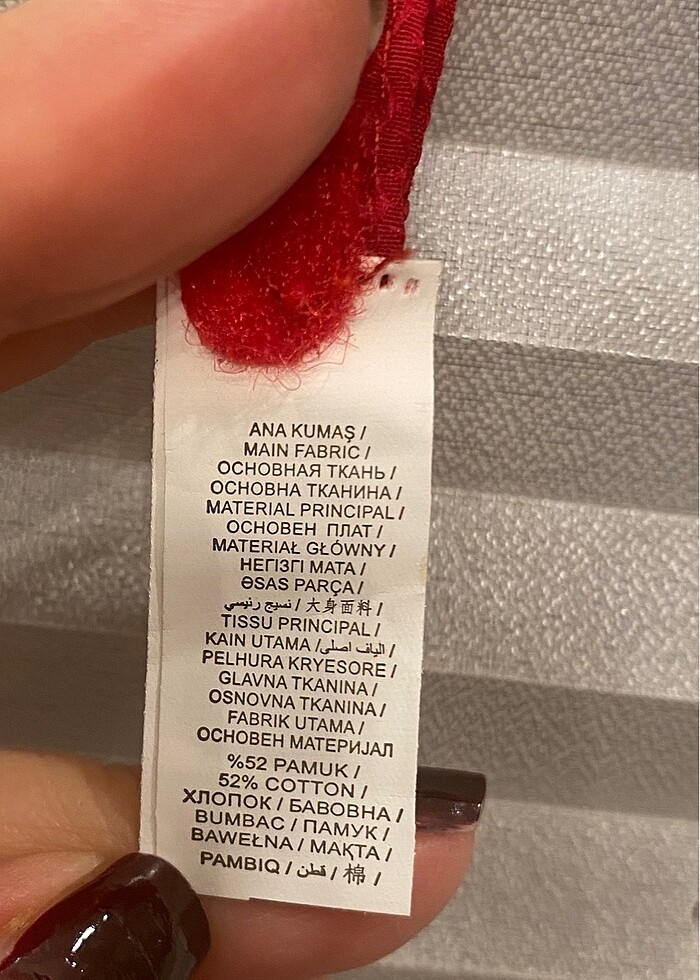 ANA KUMAŞ /
MAIN FABRIC /
ОСНОВНАЯ ТКАНЬ /
ОСНОВНА ТКАНИНА /
MATERIAL PRINCIPAL /
ОСНОВЕН ПЛАТ /
MATERIAŁ GŁÓWNY /
НЕГІЗГІ МАТА /
ƏSAS PARÇA /
نسيج رئيسي / 大身面料 /
TISSU PRINCIPAL /
KAIN UTAMA / الیاف اصلی /
PELHURA KRYESORE /
GLAVNA TKANINA /
OSNOVNA TKANINA /
FABRIK UTAMA /
ОСНОВЕН МАТЕРИЈАЛ
%52 PAMUK /
52% COTTON /
ХЛОПОК / БАВОВНА /
BUMBAC / ПАМУК /
BAWEŁNA / МАҚТА /
PAMBIQ / قطن / 棉 /